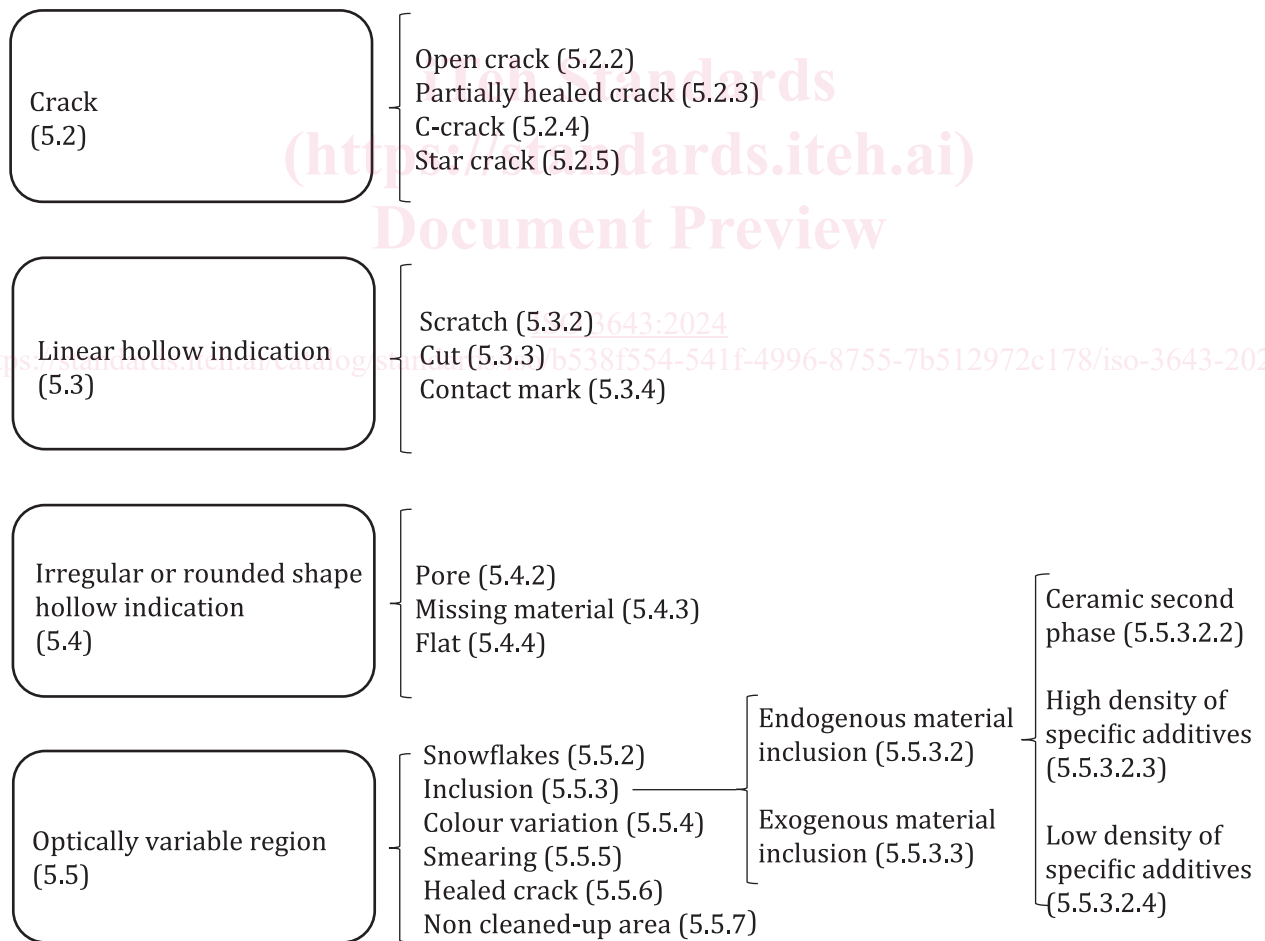 Crack
(5.2)
Open crack (5.2.2)
Partially healed crack (5.2.3)
C-crack (5.2.4)
Star crack (5.2.5)
iTeh Standards
(https://standards.iteh.ai)
Document Preview
Linear hollow indication
(5.3)
Scratch (5.3.2)
Cut (5.3.3)
Contact mark (5.3.4)
3643:2024
ps://standards.iteh.ai/catalog/standards/iso/b538f554-541f-4996-8755-7b512972c178/iso-3643-202
Irregular or rounded shape
hollow indication
(5.4)
Pore (5.4.2)
Missing material (5.4.3)
Flat (5.4.4)
Optically variable region
(5.5)
Snowflakes (5.5.2)
Inclusion (5.5.3)
Colour variation (5.5.4)
Smearing (5.5.5)
Healed crack (5.5.6)
Non cleaned-up area (5.5.7)
Endogenous material
inclusion (5.5.3.2)
Exogenous material
inclusion (5.5.3.3)
Ceramic second
phase (5.5.3.2.2)
High density of
specific additives
(5.5.3.2.3)
Low density of
specific additives
(5.5.3.2.4)